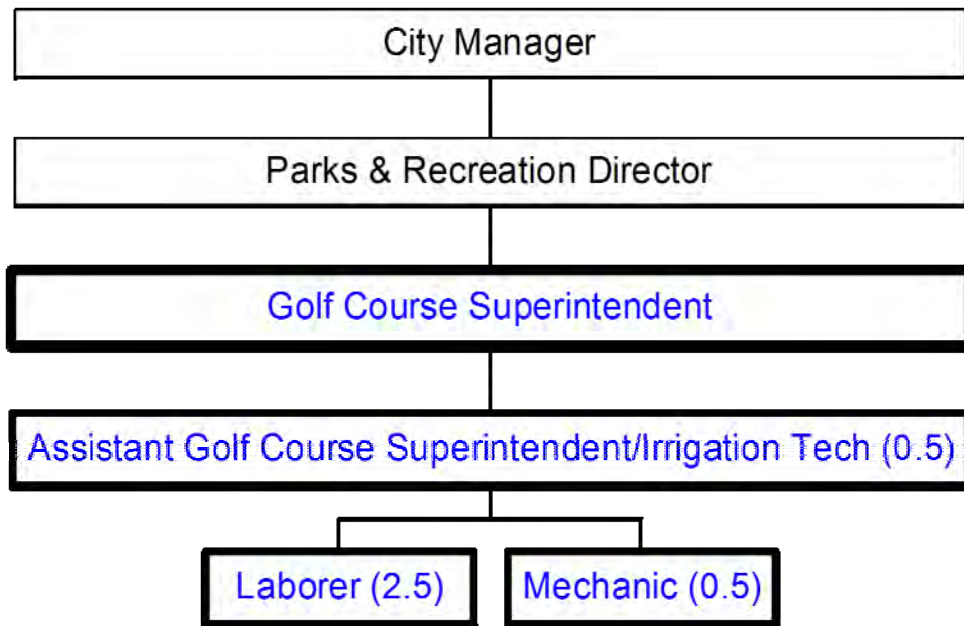 City Manager
Parks & Recreation Director
Golf Course Superintendent
Assistant Golf Course Superintendent/Irrigation Tech (0.5)
Laborer (2.5)
Mechanic (0.5)